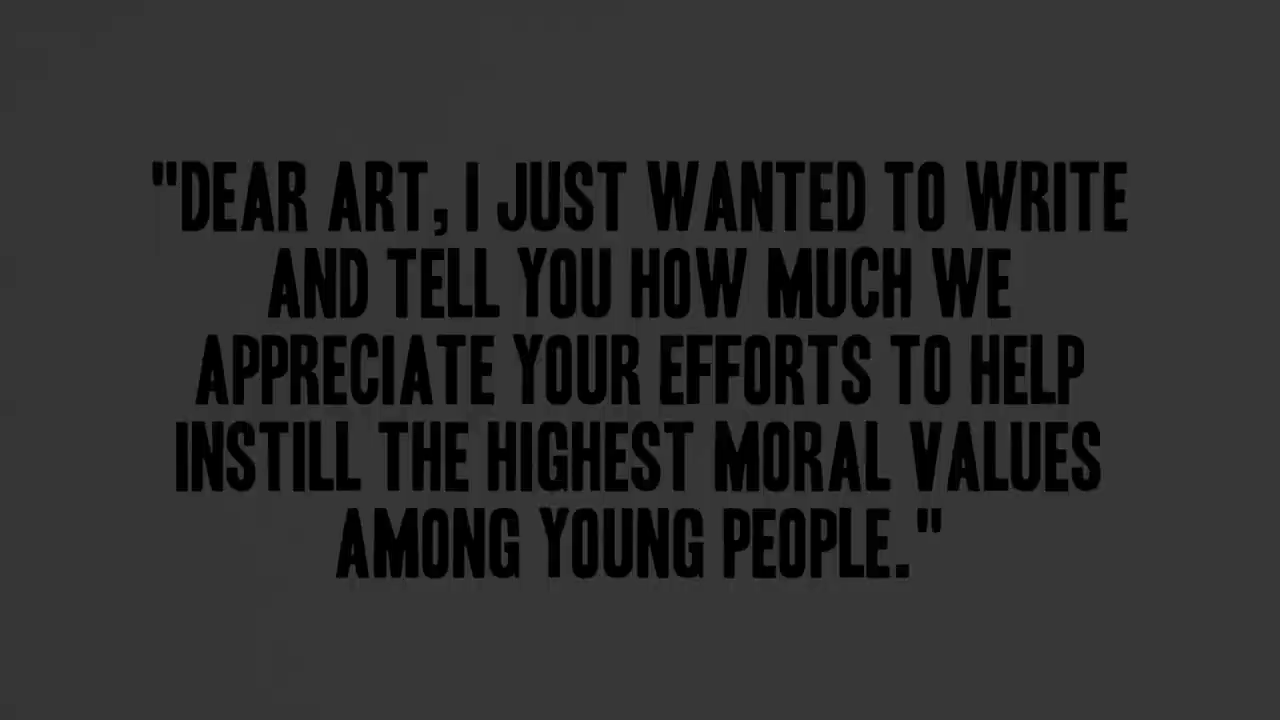 "DEAR ART, I JUST WANTED TO WRITE
AND TELL YOU HOW MUCH WE
APPRECIATE YOUR EFFORTS TO HELP
INSTILL THE HIGHEST MORAL VALUES
AMONG YOUNG PEOPLE."